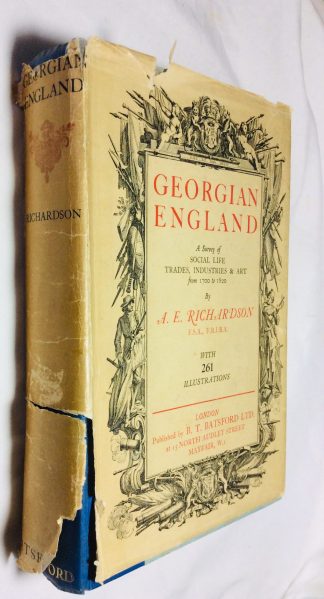 GEORGIAN
ENGLAND
RICHARDSON
TSFORD
GEORGIAN
ENGLAND
A Survey of
SOCIAL LIFE
TRADES, INDUSTRIES & ART
from 1700 to 1820
By
A. E. RICHARDSON
F.S.A., F.R.I.B.A.
WITH
261
ILLUSTRATIONS
LONDON
Published by B. T. BATSFORD LTD.
at 15 NORTH AUDLEY STREET
MAYFAIR, W.1